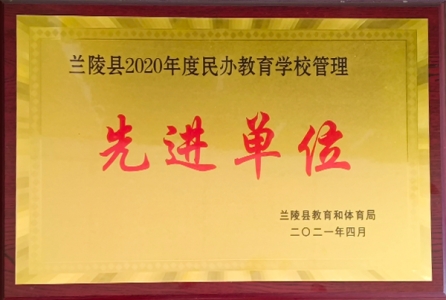 兰陵县2020年度民办教育学校管理
先进单位
兰陵县教育和体育局
二〇二一年四月